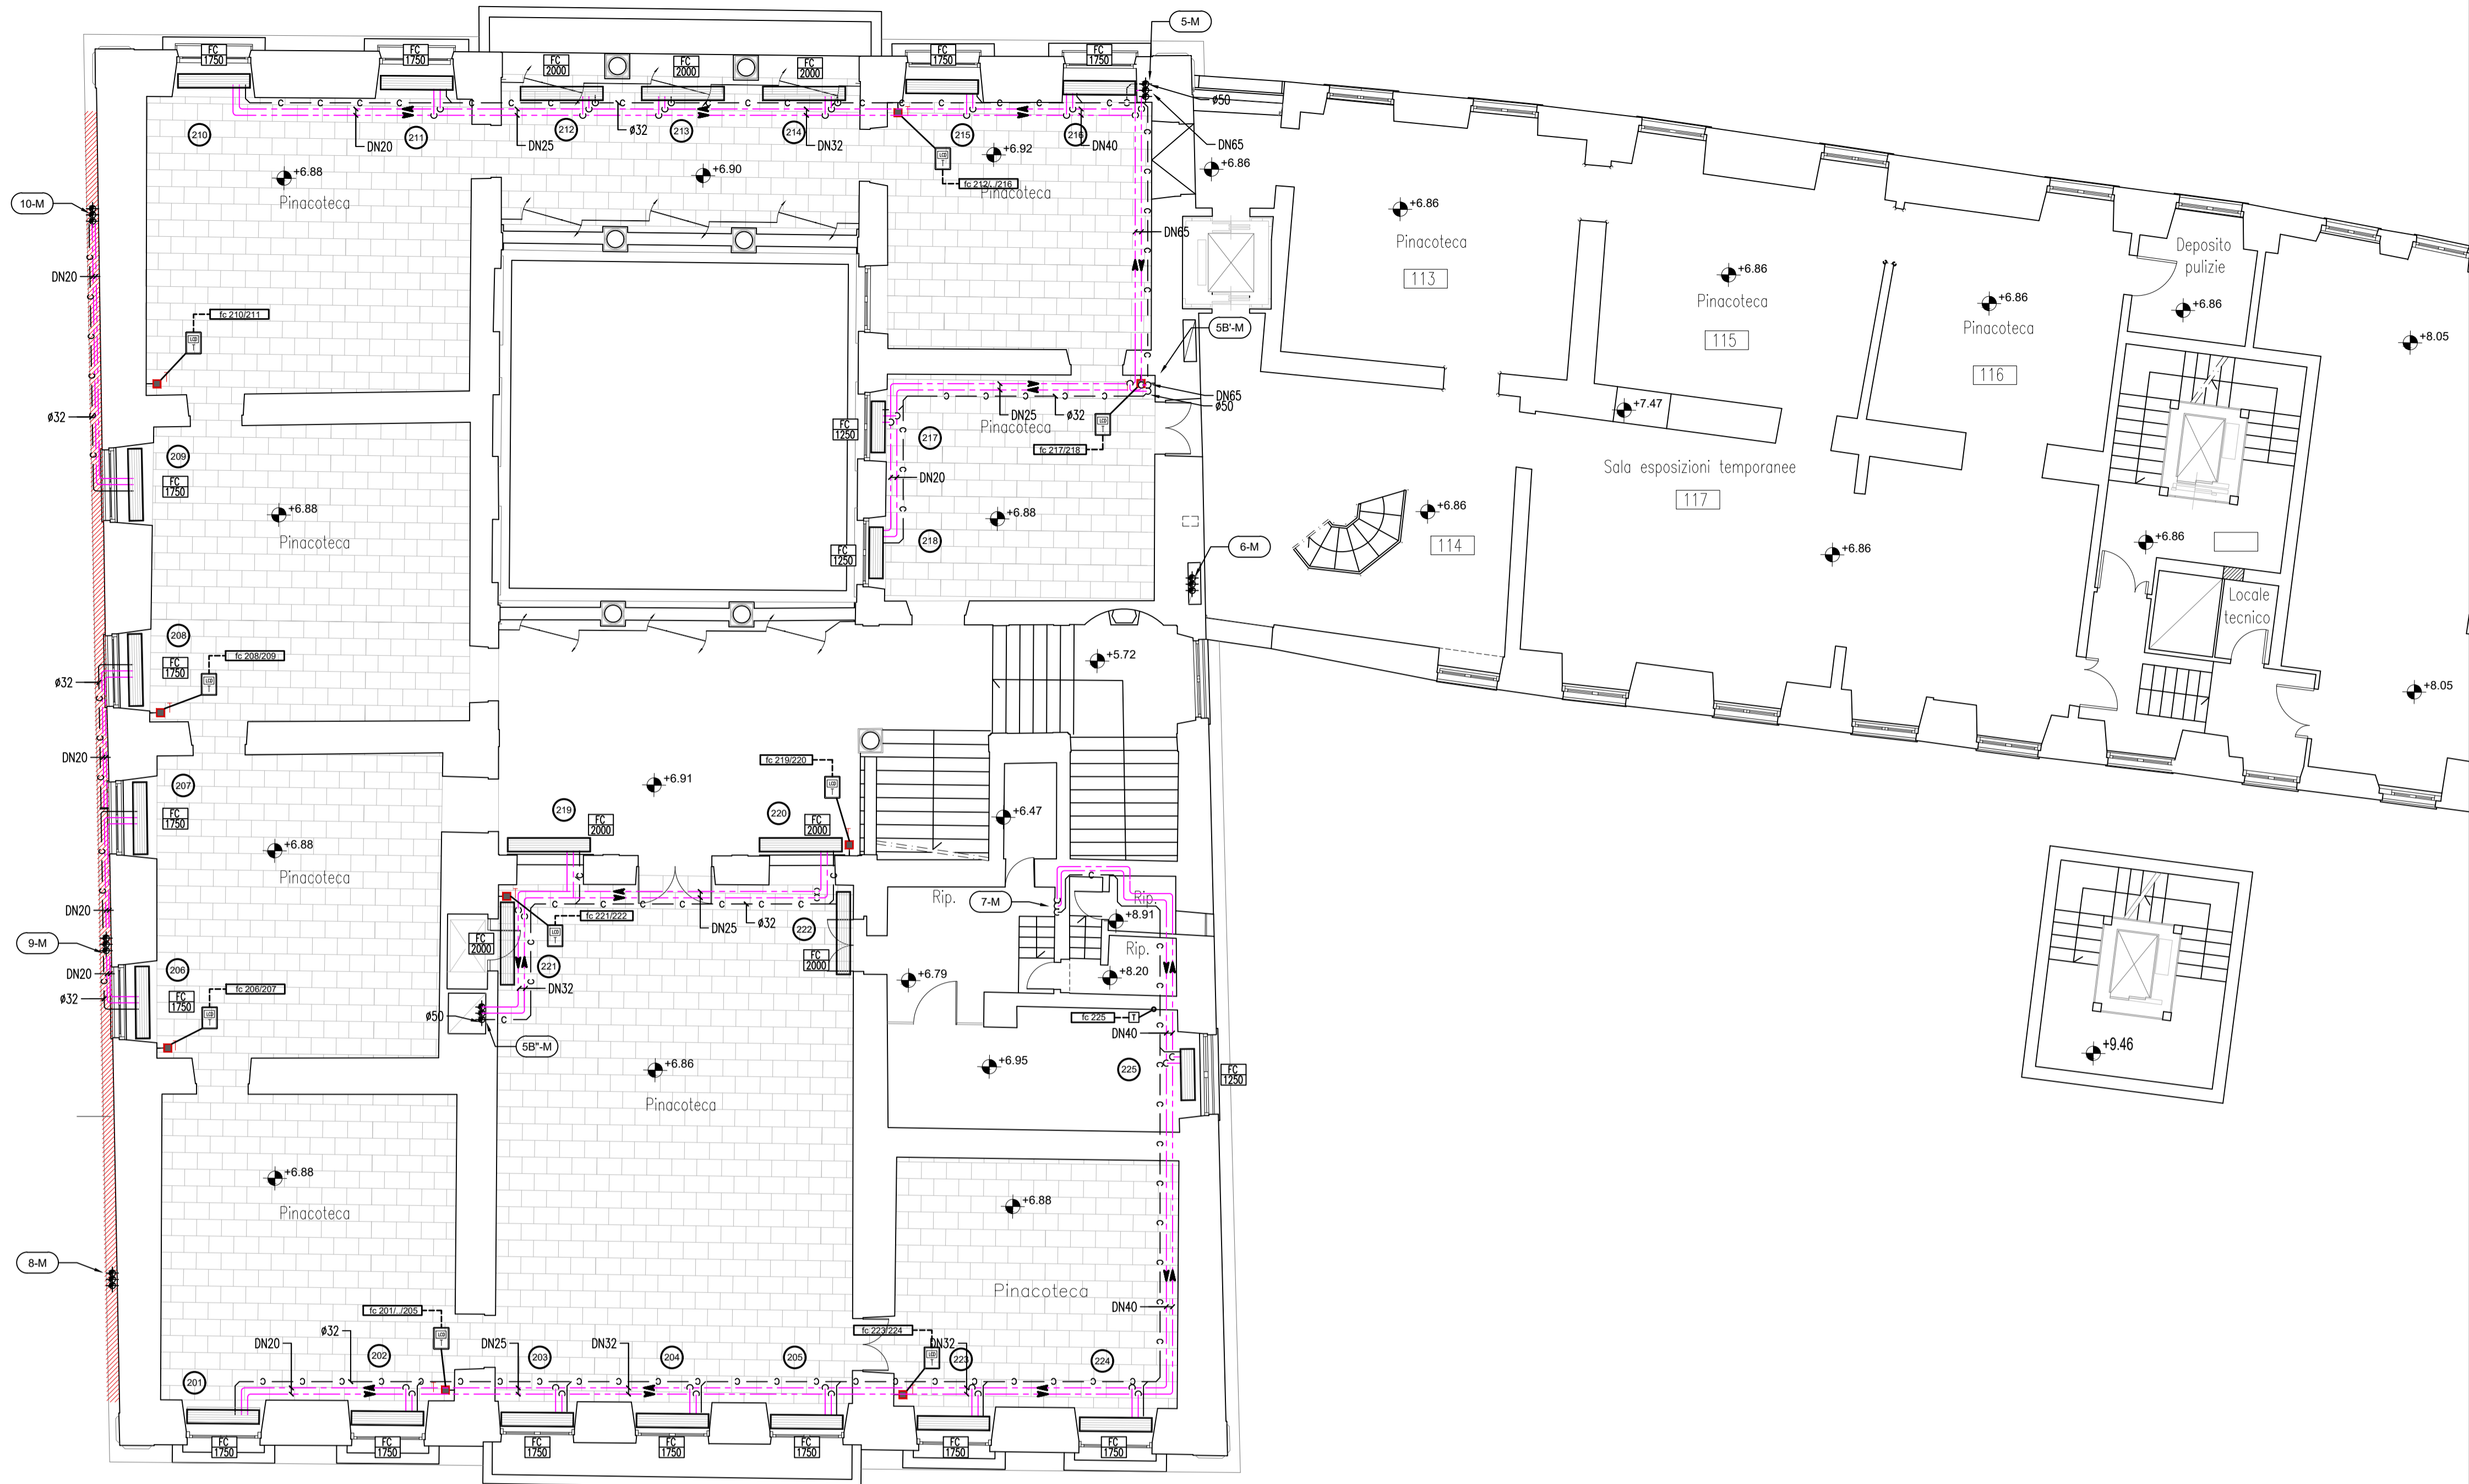 5-M
FC
1750
FC
1750
FC
2000
FC
2000
FC
2000
FC
1750
FC
1750
C C C C C C C C C C C C C C C
ø50
210
211
212
213
214
215
216
ø32
DN20
DN25
DN32
DN40
DN65
+6.86
+6.92
+6.88
+6.90
fc 212/../216
Pinacoteca
Pinacoteca
10-M
DN65
+6.86
Pinacoteca
113
Deposito
pulizie
DN20
+6.86
Pinacoteca
115
+6.86
Pinacoteca
116
+6.86
fc 210/211
LCD
T
5B'-M
+8.05
DN65
ø50
ø32
DN25
ø32
LCD
T
+7.47
Pinacoteca
FC
1250
217
fc 217/218
209
FC
1750
DN20
Sala esposizioni temporanee
117
+6.88
Pinacoteca
+6.88
+6.86
114
+6.86
+6.86
FC
1250
218
6-M
Locale
tecnico
208
FC
1750
fc 208/209
LCD
T
ø32
+5.72
+8.05
DN20
207
FC
1750
+6.91
fc 219/220
LCD
T
219
FC
2000
220
FC
2000
+6.47
+6.88
Pinacoteca
DN20
9-M
DN20
ø32
206
FC
1750
fc 206/207
LCD
T
fc 221/222
LCD
T
FC
2000
221
DN25
ø32
222
FC
2000
DN32
ø50
5B"-M
Rip.
7-M
Rip.
+8.91
Rip.
+8.20
+6.79
fc 225
T
DN40
+6.95
225
FC
1250
+9.46
+6.86
Pinacoteca
+6.88
Pinacoteca
+6.88
Pinacoteca
8-M
fc 201/../205
LCD
T
DN40
fc 223/224
LCD
T
DN20
ø32
202
DN25
203
DN32
204
205
DN32
223
224
201
FC
1750
FC
1750
FC
1750
FC
1750
FC
1750
FC
1750
FC
1750